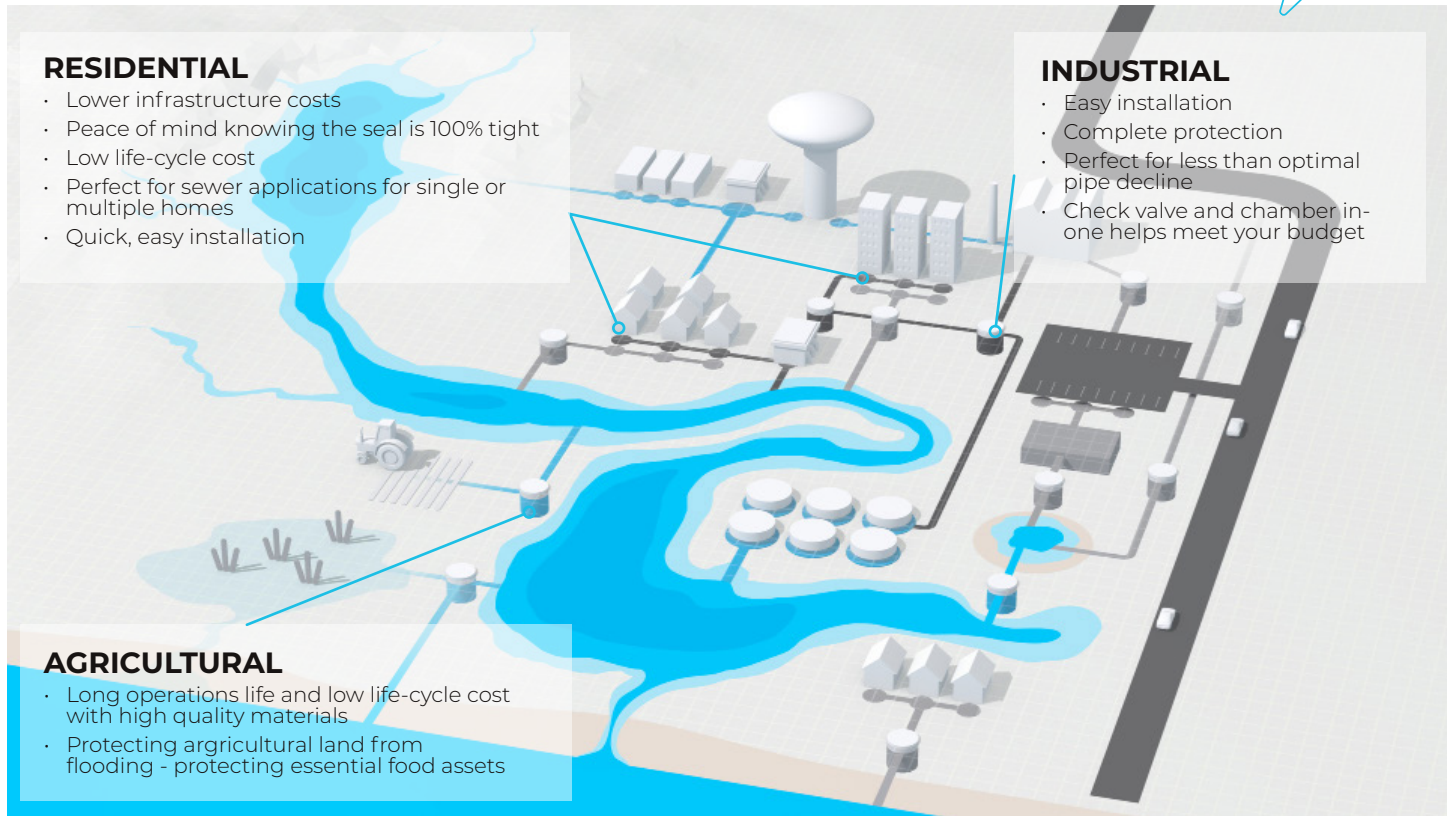 RESIDENTIAL
· Lower infrastructure costs
· Peace of mind knowing the seal is 100% tight
· Low life-cycle cost
· Perfect for sewer applications for single or
multiple homes
· Quick, easy installation
INDUSTRIAL
· Easy installation
· Complete protection
· Perfect for less than optimal
pipe decline
· Check valve and chamber in-
one helps meet your budget
AGRICULTURAL
· Long operations life and low life-cycle cost
with high quality materials
· Protecting argricultural land from
flooding - protecting essential food assets